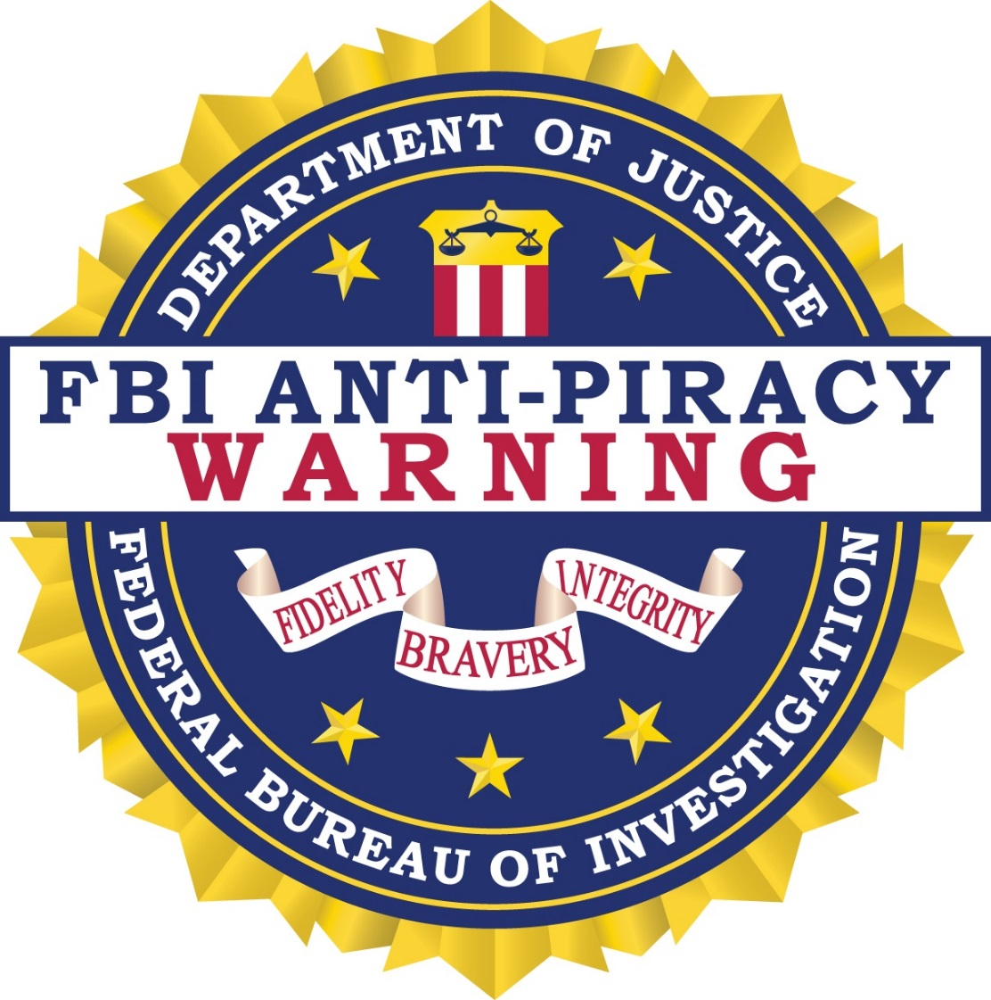 DEPARTMENT OF JUSTICE
FBI ANTI-PIRACY
WARNING
FIDELITY
BRAVERY
INTEGRITY
FEDERAL BUREAU OF INVESTIGATION